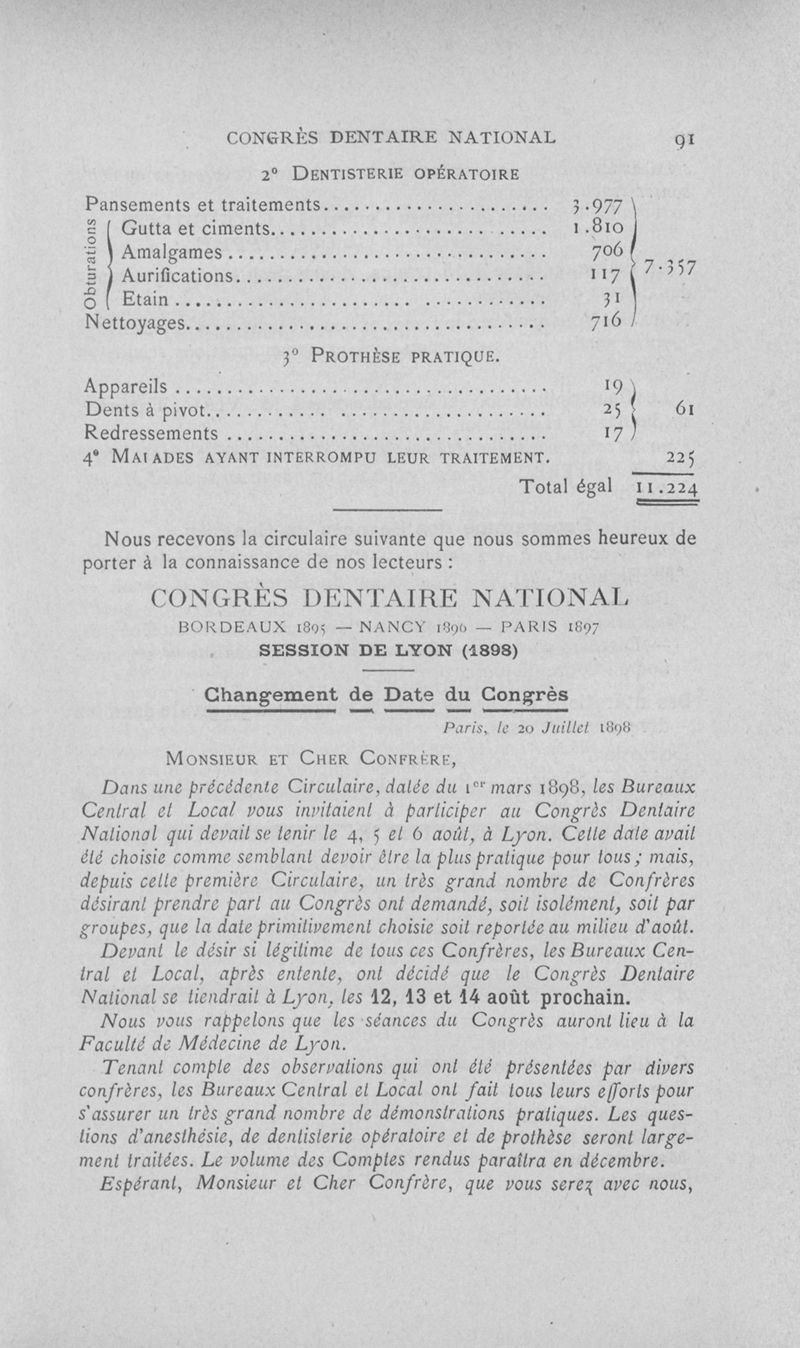 CONGRÈS DENTAIRE NATIONAL 91
2° DENTISTERIE OPÉRATOIRE
Pansements et traitements 3.977
Obturations
Gutta et ciments 1.810
Amalgames 706
Aurifications 117
7.357
Etain 31
Nettoyages 716
3° PROTHÈSE PRATIQUE.
Appareils 19
Dents à pivot 25 61
Redressements 17
4° MALADES AYANT INTERROMPU LEUR TRAITEMENT. 225
Total égal 11.224
Nous recevons la circulaire suivante que nous sommes heureux de
porter à la connaissance de nos lecteurs :
CONGRÈS DENTAIRE NATIONAL
BORDEAUX 1895 — NANCY 1896 — PARIS 1897
SESSION DE LYON (1898)
Changement de Date du Congrès
Paris, le 20 Juillet 1898
MONSIEUR ET CHER CONFRÈRE,
Dans une précédente Circulaire, datée du 1er mars 1898, les Bureaux
Central et Local vous invitaient à participer au Congrès Dentaire
National qui devait se tenir le 4, 5 et 6 août, à Lyon. Cette date avait
été choisie comme semblant devoir être la plus pratique pour tous ; mais,
depuis cette première Circulaire, un très grand nombre de Confrères
désirant prendre part au Congrès ont demandé, soit isolément, soit par
groupes, que la date primitivement choisie soit reportée au milieu d'août.
Devant le désir si légitime de tous ces Confrères, les Bureaux Cen-
tral et Local, après entente, ont décidé que le Congrès Dentaire
National se tiendrait à Lyon, les 12, 13 et 14 août prochain.
Nous vous rappelons que les séances du Congrès auront lieu à la
Faculté de Médecine de Lyon.
Tenant compte des observations qui ont été présentées par divers
confrères, les Bureaux Central et Local ont fait tous leurs efforts pour
s'assurer un très grand nombre de démonstrations pratiques. Les ques-
tions d'anesthésie, de dentisterie opératoire et de prothèse seront large-
ment traitées. Le volume des Comptes rendus paraîtra en décembre.
Espérant, Monsieur et Cher Confrère, que vous serez avec nous,